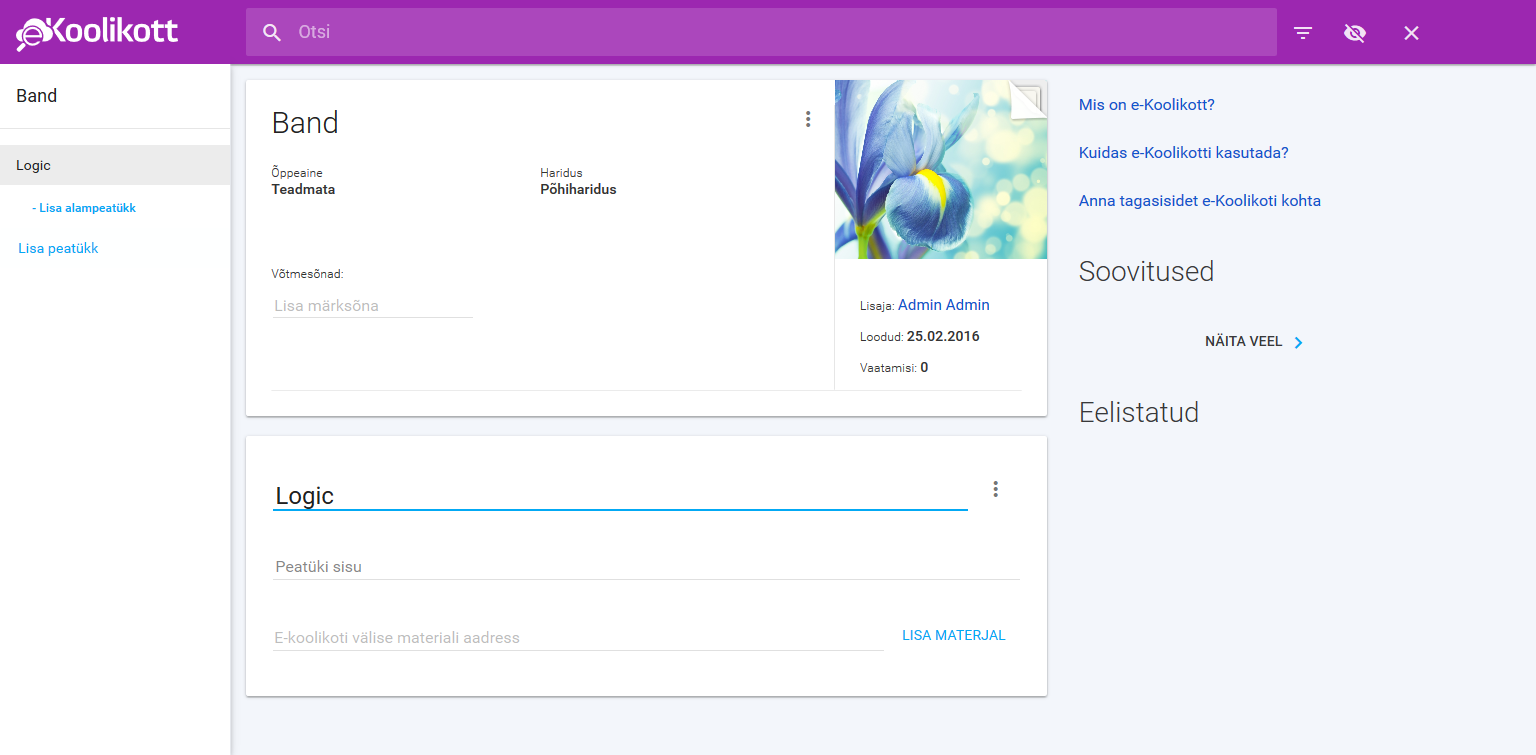 eKoolikott
Otsi
Band
Logic
- Lisa alampeatükk
Lisa peatükk
Band
Õppeaine
Teadmata
Haridus
Põhiharidus
Võtmesõnad:
Lisa märksõna
Lisaja: Admin Admin
Loodud: 25.02.2016
Vaatamisi: 0
Logic
Peatüki sisu
E-koolikoti välise materiali aadress
LISA MATERJAL
Mis on e-Koolikott?
Kuidas e-Koolikotti kasutada?
Anna tagasisidet e-Koolikoti kohta
Soovitused
NÄITA VEEL
Eelistatud